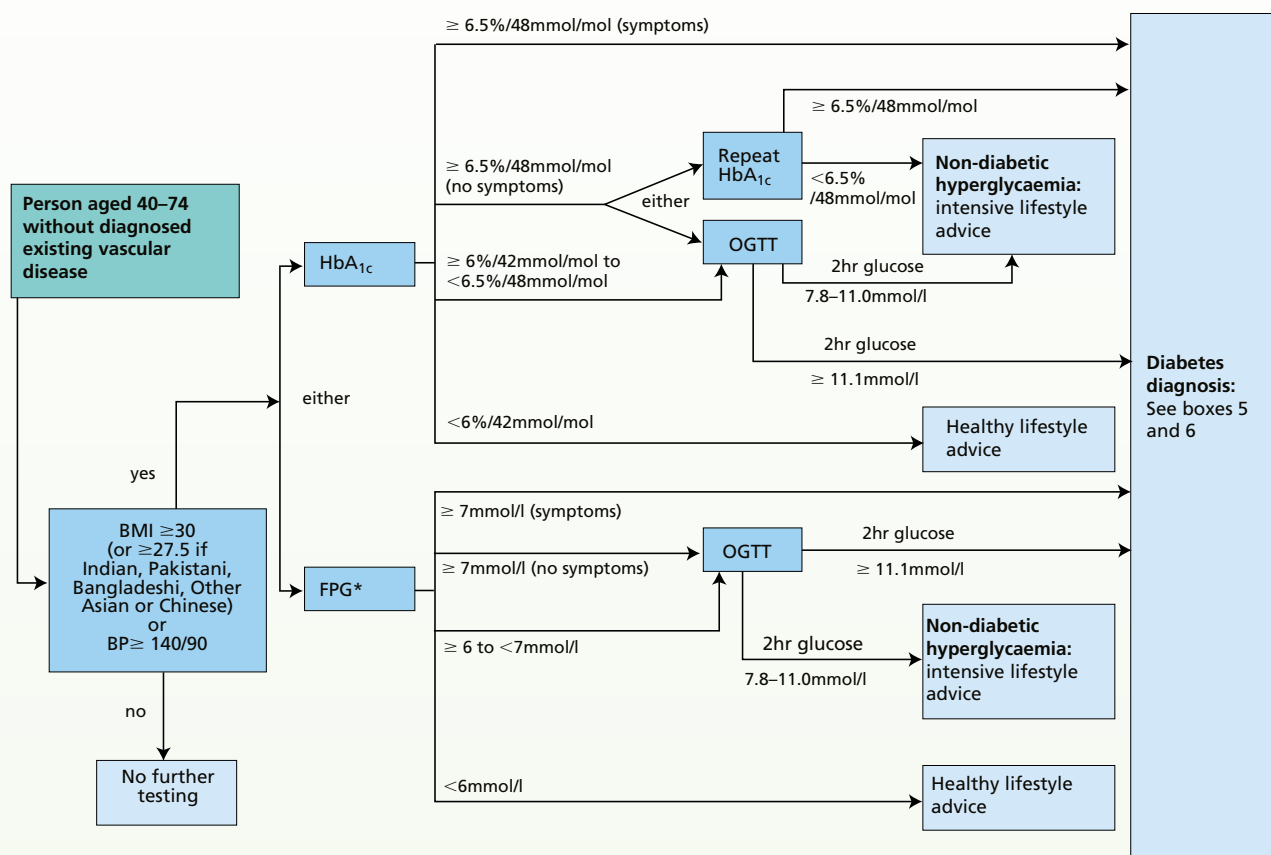 Person aged 40–74
without diagnosed
existing vascular
disease
BMI ≥30
(or ≥27.5 if
Indian, Pakistani,
Bangladeshi, Other
Asian or Chinese)
or
BP≥ 140/90
yes
no
No further
testing
either
HbA1c
≥ 6.5%/48mmol/mol (symptoms)
≥ 6.5%/48mmol/mol
(no symptoms)
either
Repeat
HbA1c
≥ 6.5%/48mmol/mol
<6.5%
/48mmol/mol
Non-diabetic
hyperglycaemia:
intensive lifestyle
advice
≥ 6%/42mmol/mol to
<6.5%/48mmol/mol
OGTT
2hr glucose
7.8–11.0mmol/l
2hr glucose
≥ 11.1mmol/l
<6%/42mmol/mol
Healthy lifestyle
advice
FPG*
≥ 7mmol/l (symptoms)
≥ 7mmol/l (no symptoms)
OGTT
2hr glucose
≥ 11.1mmol/l
≥ 6 to <7mmol/l
2hr glucose
7.8–11.0mmol/l
Non-diabetic
hyperglycaemia:
intensive lifestyle
advice
<6mmol/l
Healthy lifestyle
advice
Diabetes
diagnosis:
See boxes 5
and 6